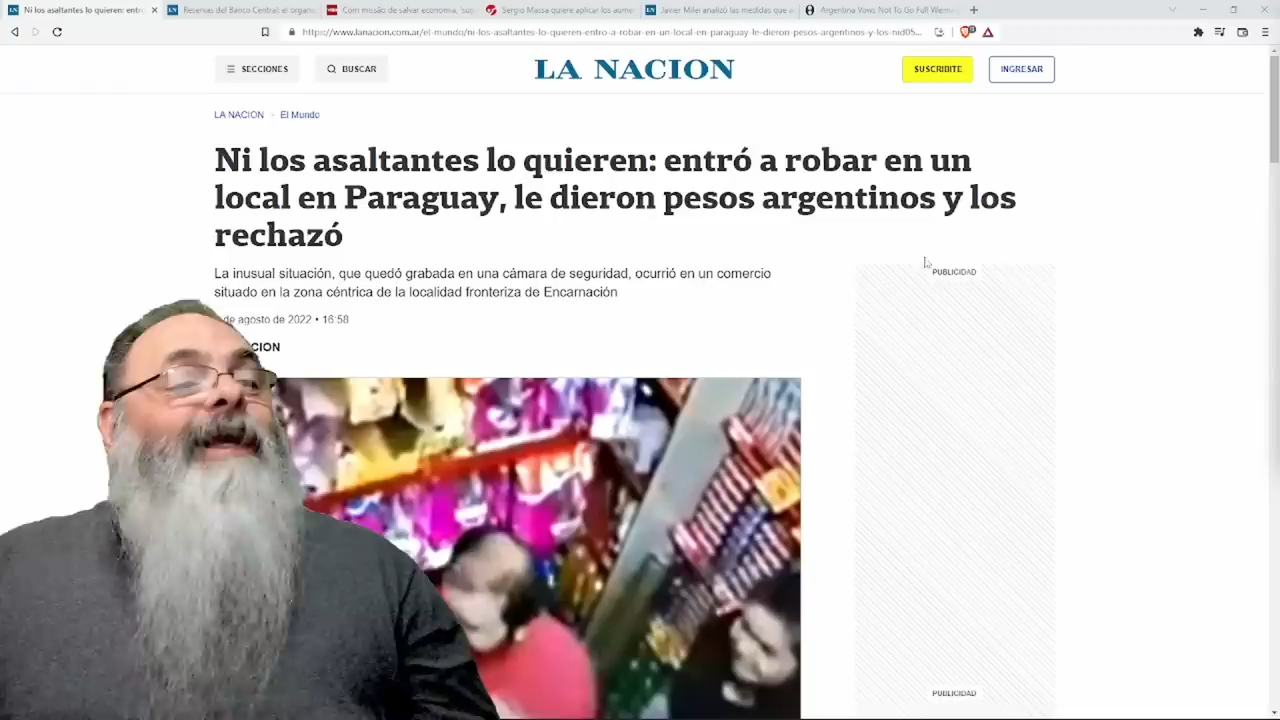 Ni los asaltantes lo quieren: entró
Reservas del Banco Central: el organ
Com missão de salvar economia, 'sup
Sergio Massa quiere aplicar los aume
Javier Milei analizó las medidas que a
Argentina Vows Not To Go Full Weima
https://www.lanacion.com.ar/el-mundo/ni-los-asaltantes-lo-quieren-entro-a-robar-en-un-local-en-paraguay-le-dieron-pesos-argentinos-y-los-nid05...
SECCIONES
BUSCAR
LA NACION
SUSCRIBITE
INGRESAR
LA NACION
El Mundo
Ni los asaltantes lo quieren: entró a robar en un
local en Paraguay, le dieron pesos argentinos y los
rechazó
La inusual situación, que quedó grabada en una cámara de seguridad, ocurrió en un comercio
situado en la zona céntrica de la localidad fronteriza de Encarnación
de agosto de 2022 • 16:58
CION
PUBLICIDAD
PUBLICIDAD